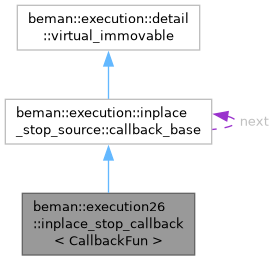 beman::execution::detail
::virtual_immovable
beman::execution::inplace
_stop_source::callback_base
next
beman::execution26
::inplace_stop_callback
< CallbackFun >